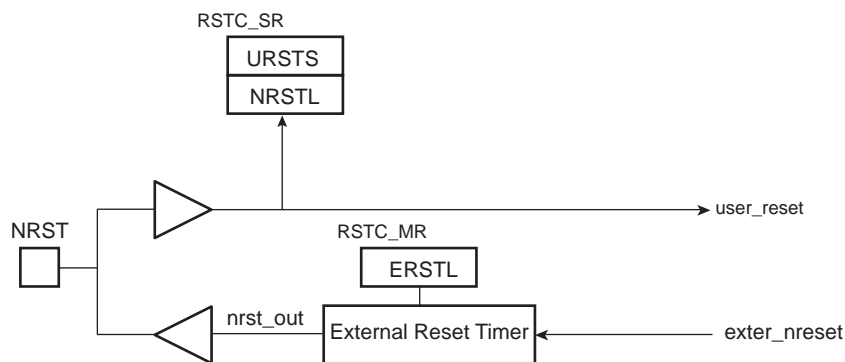 RSTC_SR
URSTS
NRSTL
user_reset
NRST
RSTC_MR
ERSTL
nrst_out
External Reset Timer
exter_nreset